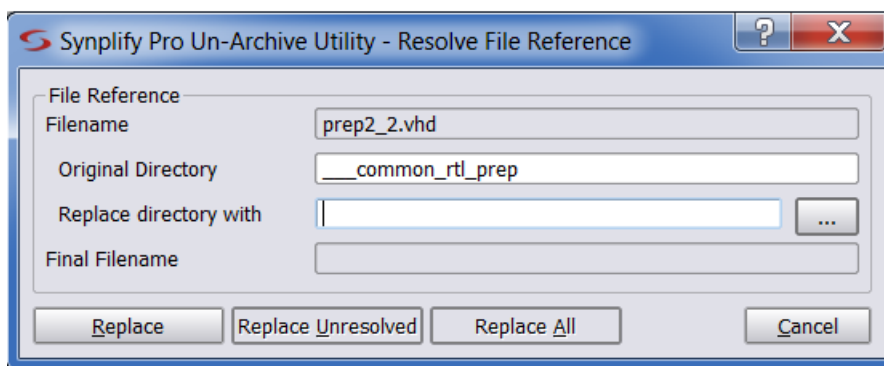 Synplify Pro Un-Archive Utility - Resolve File Reference
File Reference
Filename prep2_2.vhd
Original Directory ___common_rtl_prep
Replace directory with ...
Final Filename
Replace Replace Unresolved Replace All Cancel